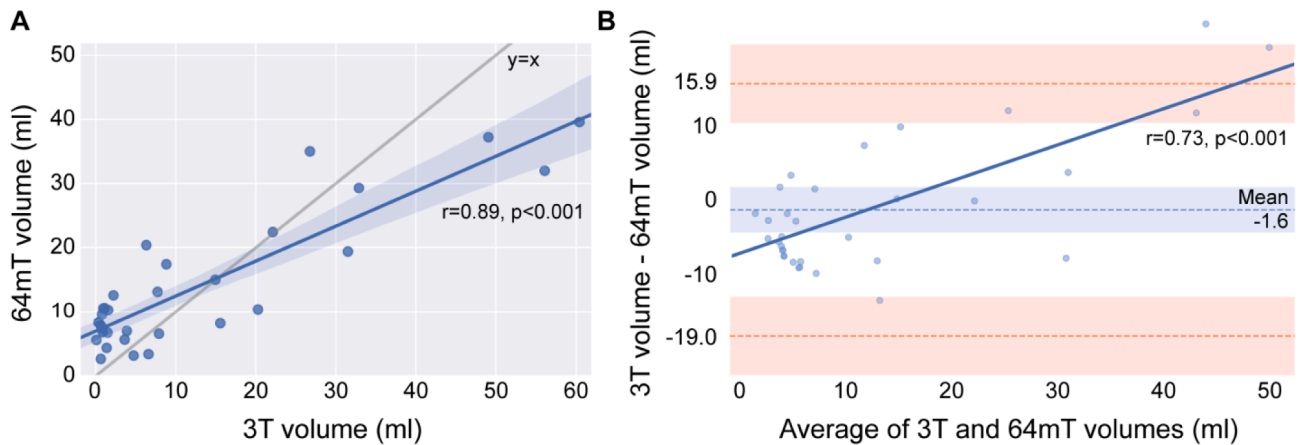 A
64mT volume (ml)
50
40
30
20
10
0
y=x
r=0.89, p<0.001
0 10 20 30 40 50 60
3T volume (ml)
B
3T volume - 64mT volume (ml)
15.9
10
0
-10
-19.0
r=0.73, p<0.001
Mean
-1.6
0 10 20 30 40 50
Average of 3T and 64mT volumes (ml)